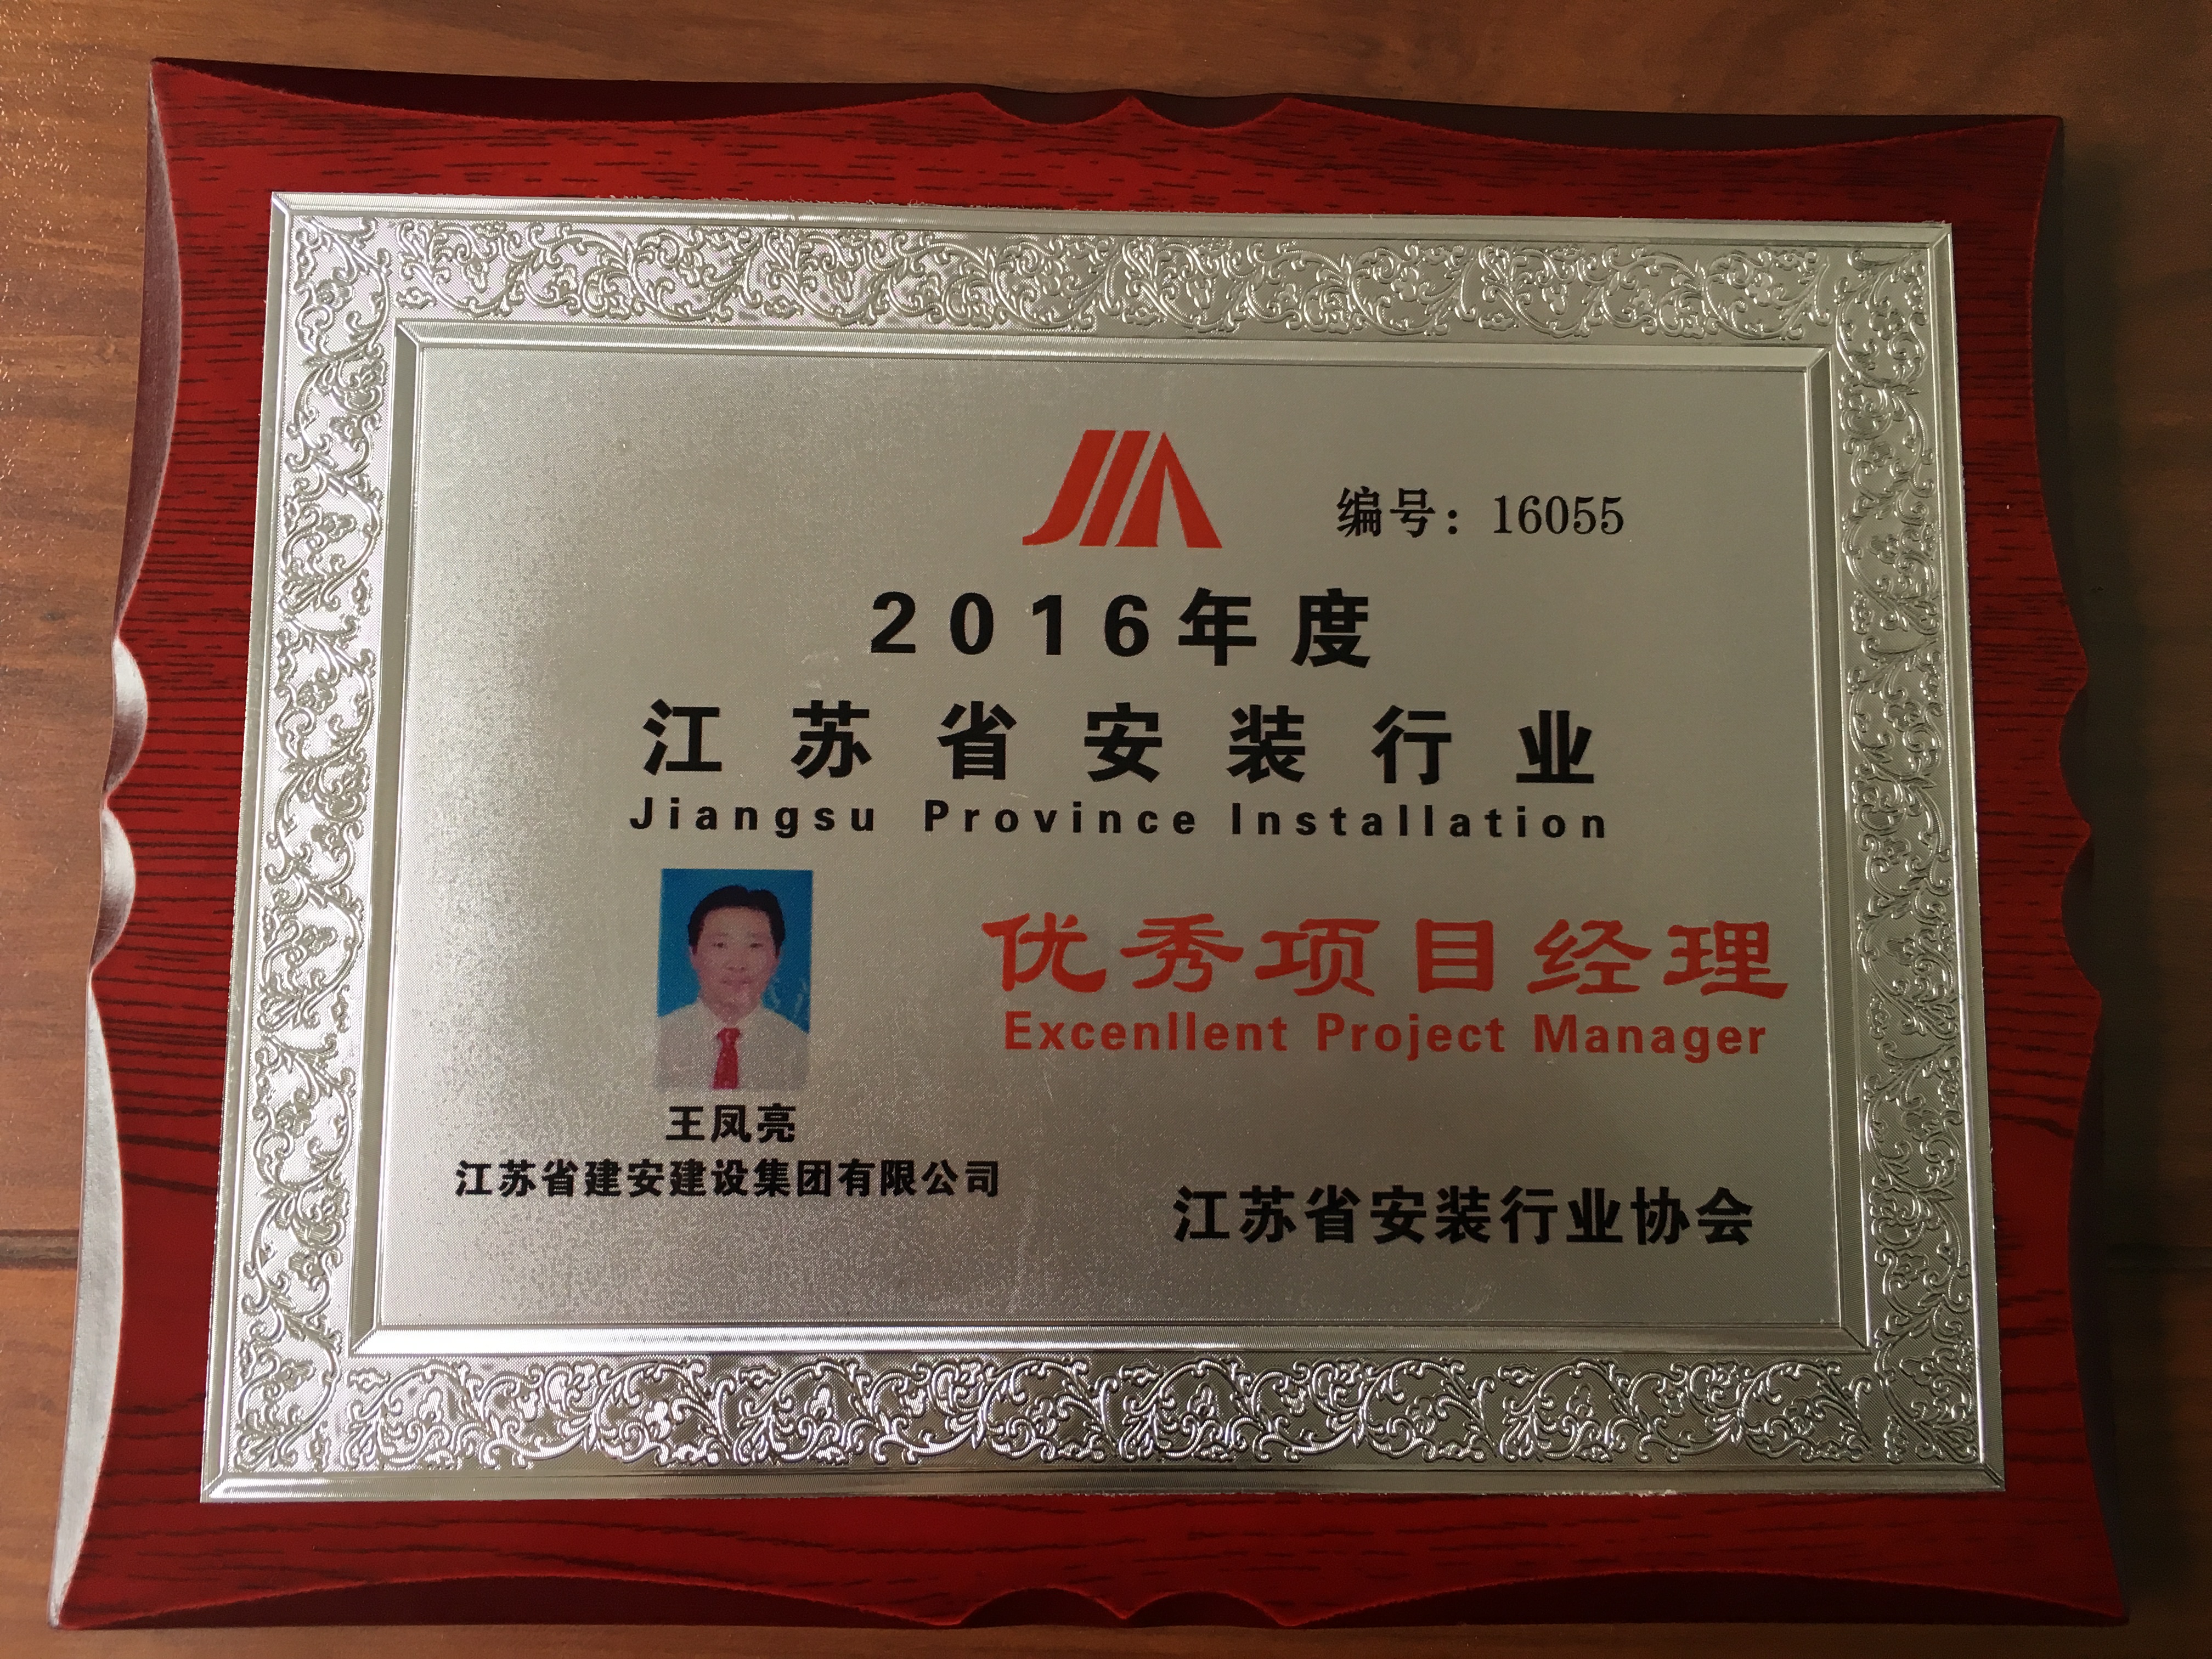 JIA
编号：16055
2016年度
江苏省安装行业
Jiangsu Province Installation
优秀项目经理
Excenllent Project Manager
王凤亮
江苏省建安建设集团有限公司
江苏省安装行业协会